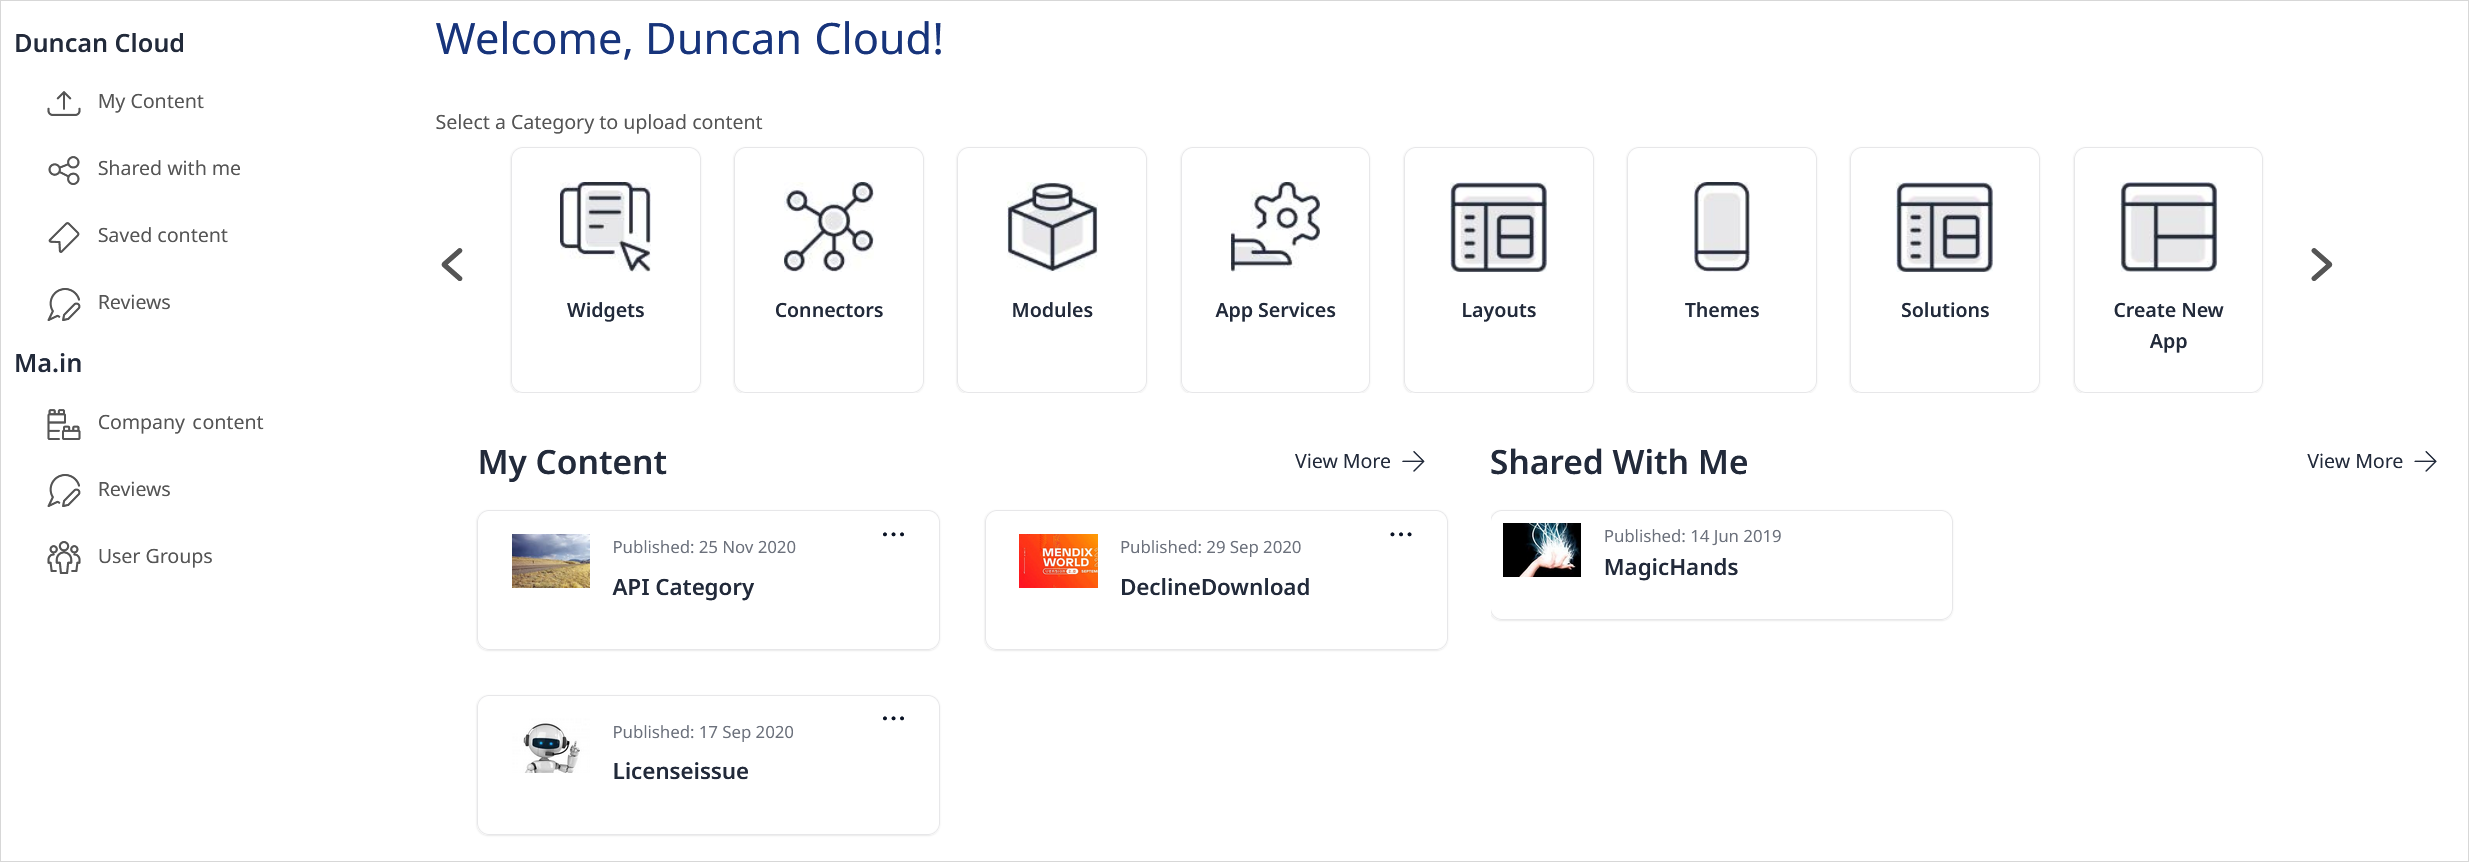 Duncan Cloud
My Content
Shared with me
Saved content
Reviews
Ma.in
Company content
Reviews
User Groups
Welcome, Duncan Cloud!
Select a Category to upload content
Widgets
Connectors
Modules
App Services
Layouts
Themes
Solutions
Create New
App
My Content
View More
Published: 25 Nov 2020
API Category
Published: 29 Sep 2020
DeclineDownload
MENDIX
WORLD
Published: 17 Sep 2020
Licenseissue
Shared With Me
View More
Published: 14 Jun 2019
MagicHands